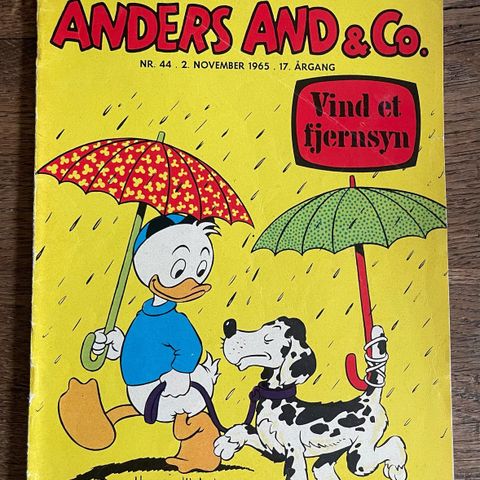 ANDERS AND & Co.
NR. 44 . 2. NOVEMBER 1965 . 17. ÅRGANG
Vind et
fjernsyn